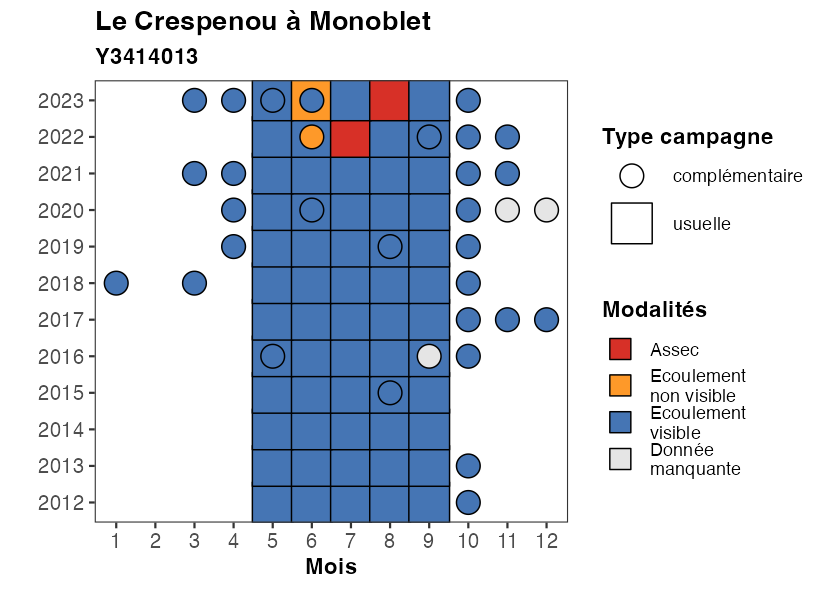 Le Crespenou à Monoblet
Y3414013
2023
2022
2021
2020
2019
2018
2017
2016
2015
2014
2013
2012
1 2 3 4 5 6 7 8 9 10 11 12
Mois
Type campagne
complémentaire
usuelle
Modalités
Assec
Ecoulement
non visible
Ecoulement
visible
Donnée
manquante